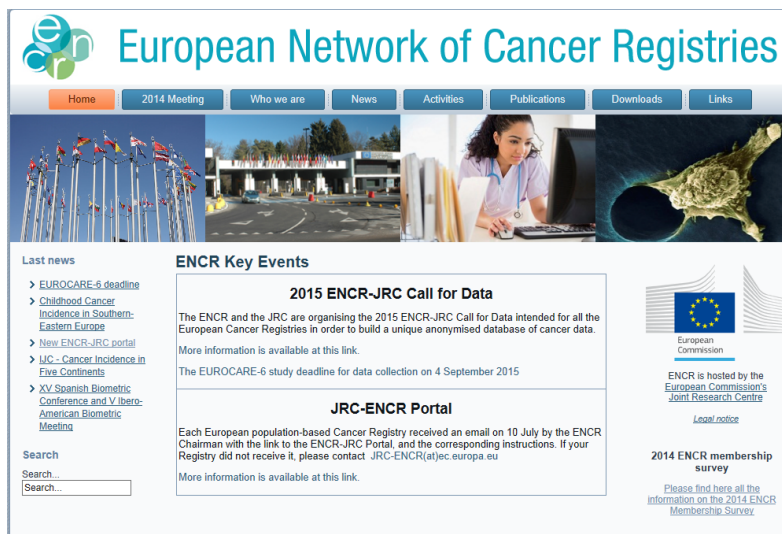 encr
European Network of Cancer Registries
Home
2014 Meeting
Who we are
News
Activities
Publications
Downloads
Links
Last news
EUROCARE-6 deadline
Childhood Cancer
Incidence in Southern-
Eastern Europe
New ENCR-JRC portal
IJC - Cancer Incidence in
Five Continents
XV Spanish Biometric
Conference and V Ibero-
American Biometric
Meeting
Search
Search...
Search...
ENCR Key Events
2015 ENCR-JRC Call for Data
The ENCR and the JRC are organising the 2015 ENCR-JRC Call for Data intended for all the
European Cancer Registries in order to build a unique anonymised database of cancer data.
More information is available at this link.
The EUROCARE-6 study deadline for data collection on 4 September 2015
JRC-ENCR Portal
Each European population-based Cancer Registry received an email on 10 July by the ENCR
Chairman with the link to the ENCR-JRC Portal, and the corresponding instructions. If your
Registry did not receive it, please contact JRC-ENCR(at)ec.europa.eu
More information is available at this link.
European
Commission
ENCR is hosted by the
European Commission's
Joint Research Centre
Legal notice
2014 ENCR membership
survey
Please find here all the
information on the 2014 ENCR
Membership Survey